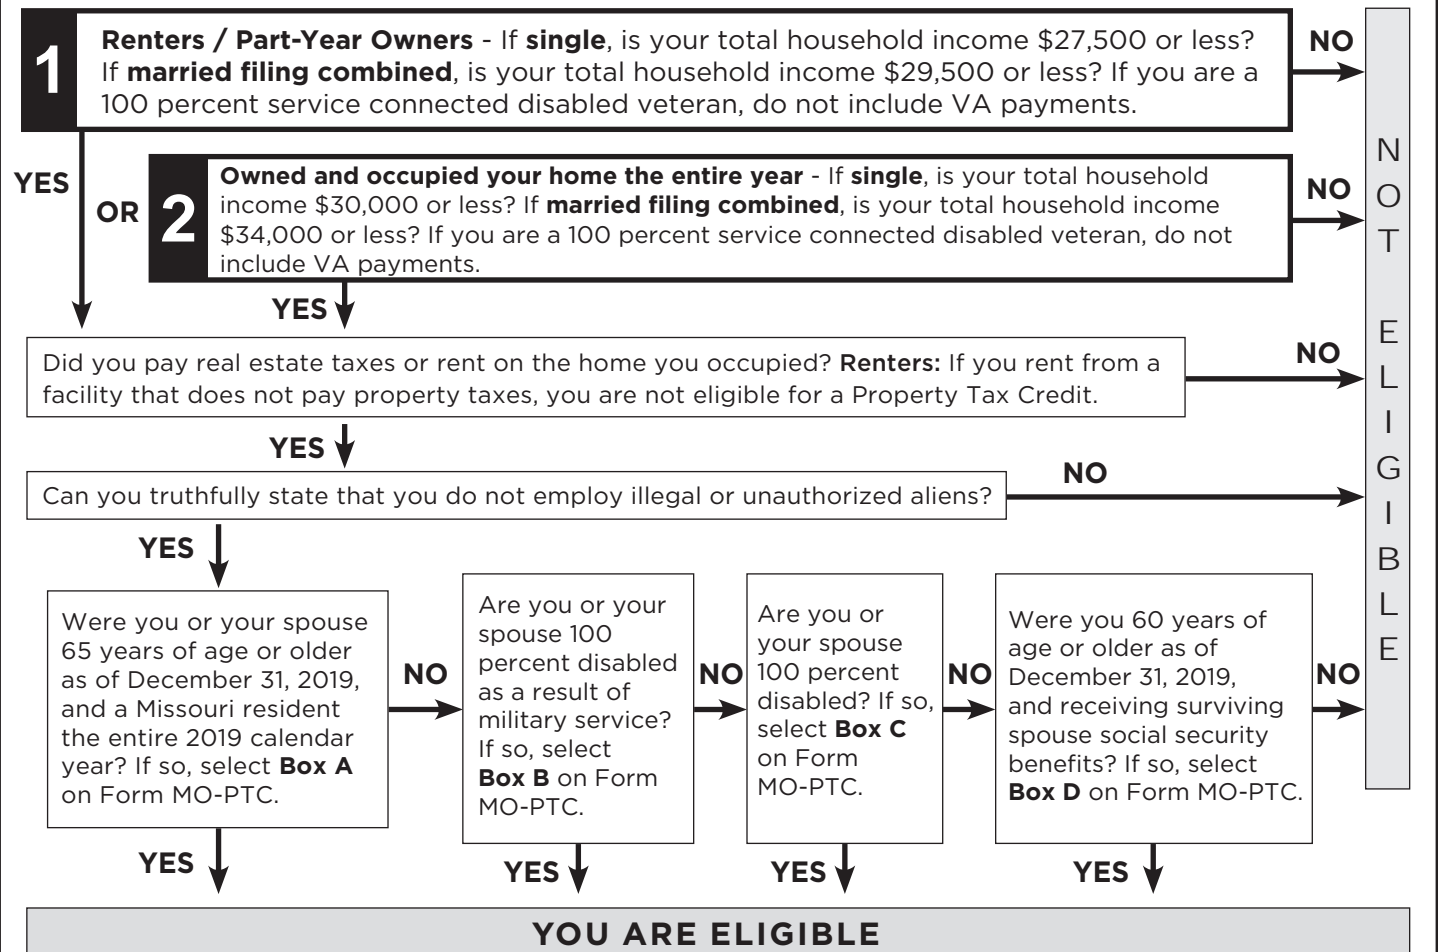 1
Renters / Part-Year Owners - If single, is your total household income $27,500 or less?
If married filing combined, is your total household income $29,500 or less? If you are a
100 percent service connected disabled veteran, do not include VA payments.
NO
YES
OR
2
Owned and occupied your home the entire year - If single, is your total household
income $30,000 or less? If married filing combined, is your total household income
$34,000 or less? If you are a 100 percent service connected disabled veteran, do not
include VA payments.
NO
YES
Did you pay real estate taxes or rent on the home you occupied? Renters: If you rent from a
facility that does not pay property taxes, you are not eligible for a Property Tax Credit.
NO
YES
Can you truthfully state that you do not employ illegal or unauthorized aliens?
NO
YES
Were you or your spouse
65 years of age or older
as of December 31, 2019,
and a Missouri resident
the entire 2019 calendar
year? If so, select Box A
on Form MO-PTC.
NO
Are you or your
spouse 100
percent disabled
as a result of
military service?
If so, select
Box B on Form
MO-PTC.
NO
Are you or
your spouse
100 percent
disabled? If so,
select Box C
on Form
MO-PTC.
NO
Were you 60 years of
age or older as of
December 31, 2019,
and receiving surviving
spouse social security
benefits? If so, select
Box D on Form MO-PTC.
NO
NOT ELIGIBLE
YES
YES
YES
YES
YOU ARE ELIGIBLE